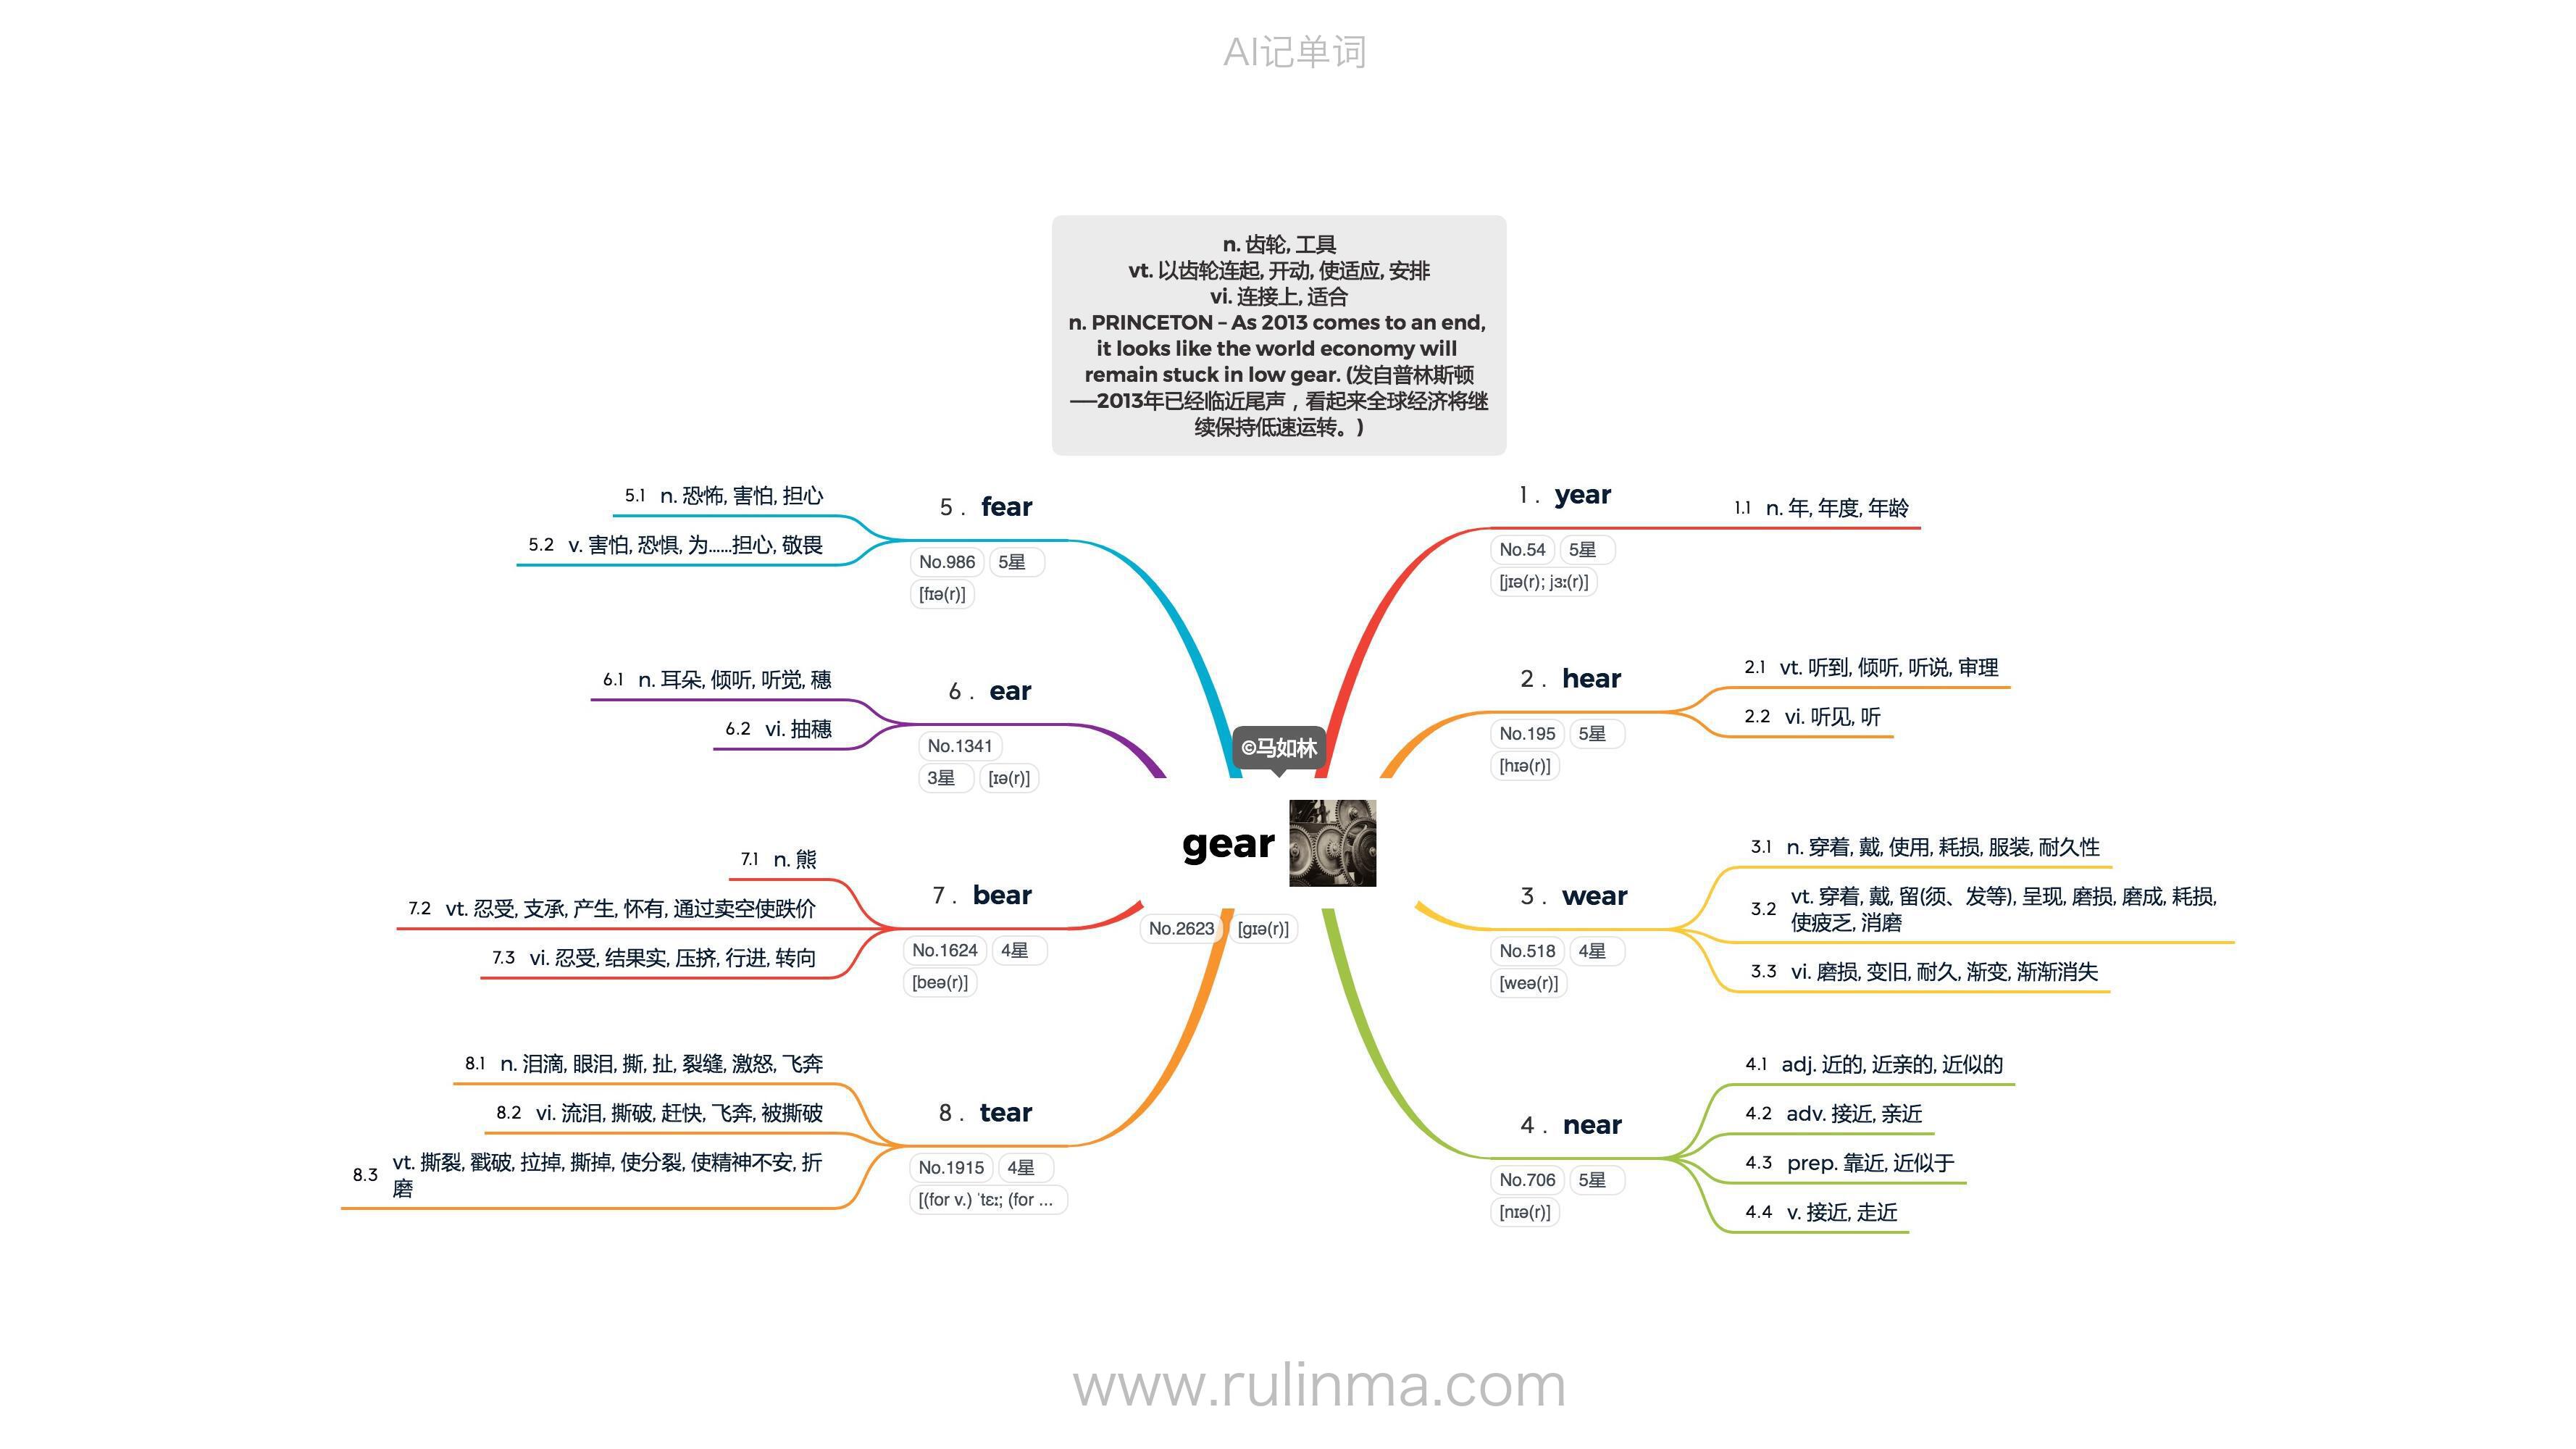 AI记单词
n. 齿轮, 工具
vt. 以齿轮连起, 开动, 使适应, 安排
vi. 连接上, 适合
n. PRINCETON – As 2013 comes to an end,
it looks like the world economy will
remain stuck in low gear. (发自普林斯顿
——2013年已经临近尾声，看起来全球经济将继
续保持低速运转。)
©马如林
gear
No.2623 [gɪə(r)]
1. year
No.54 5星
[jɪə(r); jɜː(r)]
1.1 n. 年, 年度, 年龄
2. hear
No.195 5星
[hɪə(r)]
2.1 vt. 听到, 倾听, 听说, 审理
2.2 vi. 听见, 听
3. wear
No.518 4星
[weə(r)]
3.1 n. 穿着, 戴, 使用, 耗损, 服装, 耐久性
3.2 vt. 穿着, 戴, 留(须、发等), 呈现, 磨损, 磨成, 耗损,
使疲乏, 消磨
3.3 vi. 磨损, 变旧, 耐久, 渐变, 渐渐消失
4. near
No.706 5星
[nɪə(r)]
4.1 adj. 近的, 近亲的, 近似的
4.2 adv. 接近, 亲近
4.3 prep. 靠近, 近似于
4.4 v. 接近, 走近
5. fear
No.986 5星
[fɪə(r)]
5.1 n. 恐怖, 害怕, 担心
5.2 v. 害怕, 恐惧, 为......担心, 敬畏
6. ear
No.1341
3星 [ɪə(r)]
6.1 n. 耳朵, 倾听, 听觉, 穗
6.2 vi. 抽穗
7. bear
No.1624 4星
[beə(r)]
7.1 n. 熊
7.2 vt. 忍受, 支承, 产生, 怀有, 通过卖空使跌价
7.3 vi. 忍受, 结果实, 压挤, 行进, 转向
8. tear
No.1915 4星
[(for v.) ˈtɛː; (for ...
8.1 n. 泪滴, 眼泪, 撕, 扯, 裂缝, 激怒, 飞奔
8.2 vi. 流泪, 撕破, 赶快, 飞奔, 被撕破
8.3 vt. 撕裂, 戳破, 拉掉, 撕掉, 使分裂, 使精神不安, 折
磨
www.rulinma.com